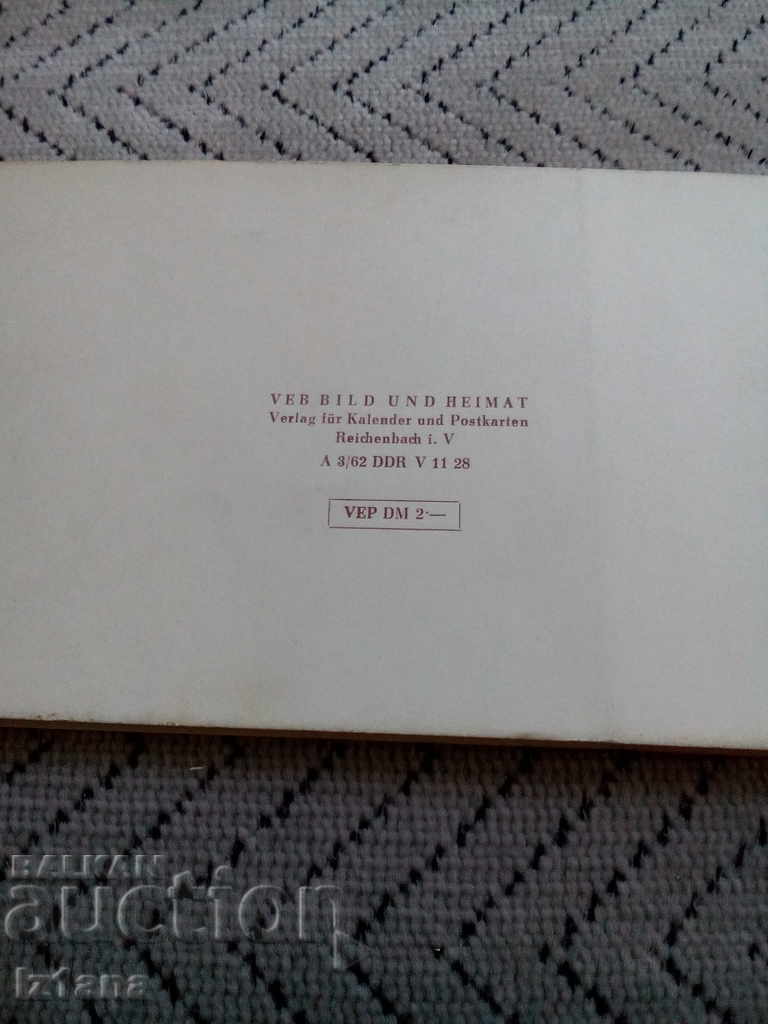 VEB BILD UND HEIMAT
Verlag für Kalender und Postkarten
Reichenbach i. V
A 3/62 DDR V 11 28
VEP DM 2·—
BALKAN
auction
Iz1ana